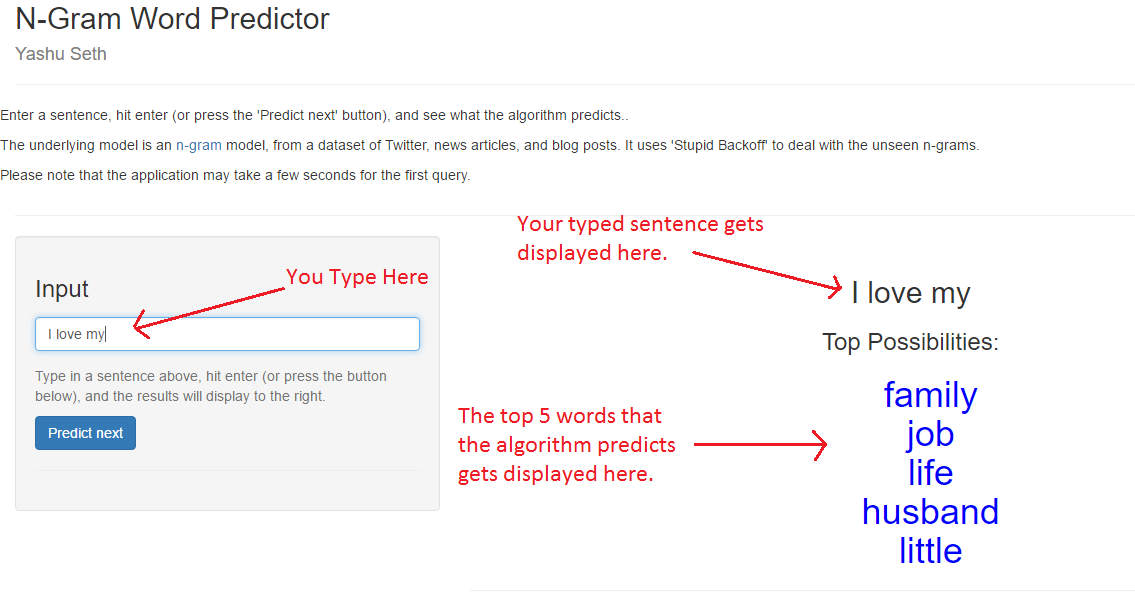 N-Gram Word Predictor
Yashu Seth
Enter a sentence, hit enter (or press the 'Predict next' button), and see what the algorithm predicts..
The underlying model is an n-gram model, from a dataset of Twitter, news articles, and blog posts. It uses 'Stupid Backoff' to deal with the unseen n-grams.
Please note that the application may take a few seconds for the first query.
You Type Here
Input
I love my
Type in a sentence above, hit enter (or press the button
below), and the results will display to the right.
Predict next
Your typed sentence gets
displayed here.
I love my
Top Possibilities:
The top 5 words that
the algorithm predicts
gets displayed here.
family
job
life
husband
little